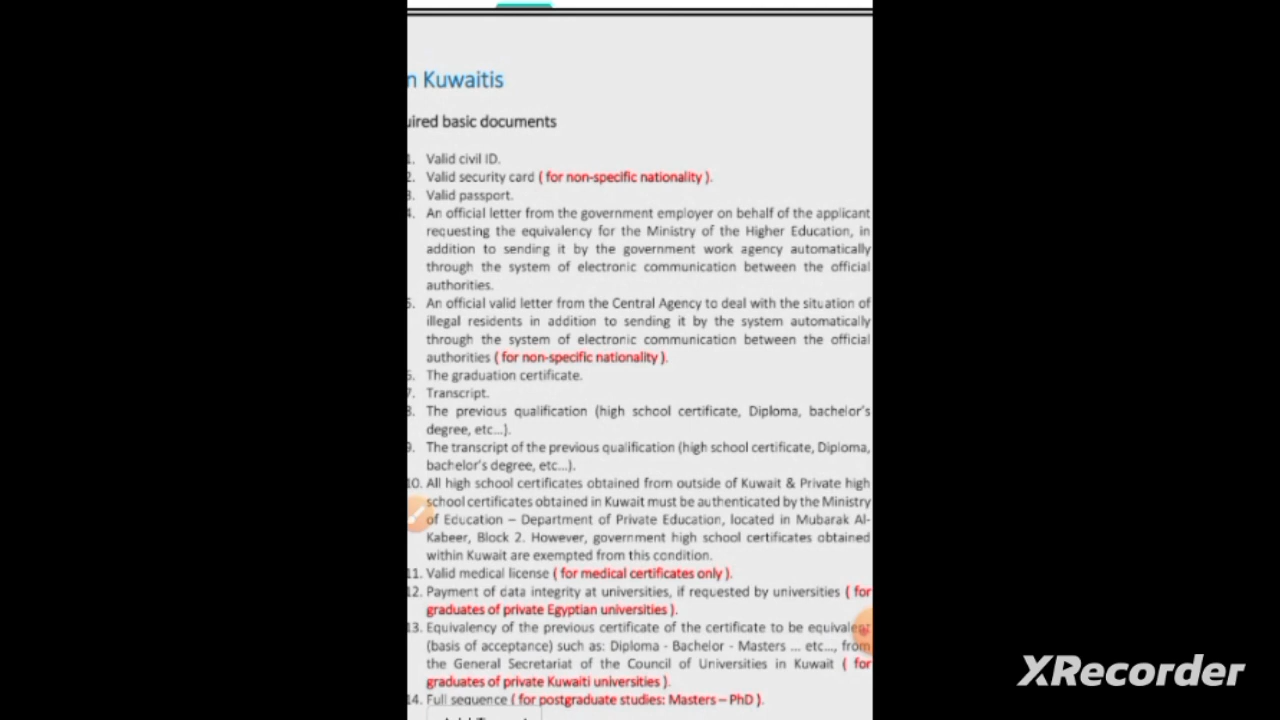 n Kuwaitis
uired basic documents
1. Valid civil ID.
2. Valid security card ( for non-specific nationality ).
3. Valid passport.
4. An official letter from the government employer on behalf of the applicant
requesting the equivalency for the Ministry of the Higher Education, in
addition to sending it by the government work agency automatically
through the system of electronic communication between the official
authorities.
5. An official valid letter from the Central Agency to deal with the situation of
illegal residents in addition to sending it by the system automatically
through the system of electronic communication between the official
authorities ( for non-specific nationality ).
6. The graduation certificate.
7. Transcript.
8. The previous qualification (high school certificate, Diploma, bachelor's
degree, etc...).
9. The transcript of the previous qualification (high school certificate, Diploma,
bachelor's degree, etc...).
10. All high school certificates obtained from outside of Kuwait & Private high
school certificates obtained in Kuwait must be authenticated by the Ministry
of Education – Department of Private Education, located in Mubarak Al-
Kabeer, Block 2. However, government high school certificates obtained
within Kuwait are exempted from this condition.
11. Valid medical license ( for medical certificates only ).
12. Payment of data integrity at universities, if requested by universities ( for
graduates of private Egyptian universities ).
13. Equivalency of the previous certificate of the certificate to be equivalent
(basis of acceptance) such as: Diploma - Bachelor - Masters ... etc..., from
the General Secretariat of the Council of Universities in Kuwait ( for
graduates of private Kuwaiti universities ).
14. Full sequence ( for postgraduate studies: Masters – PhD ).
XRecorder